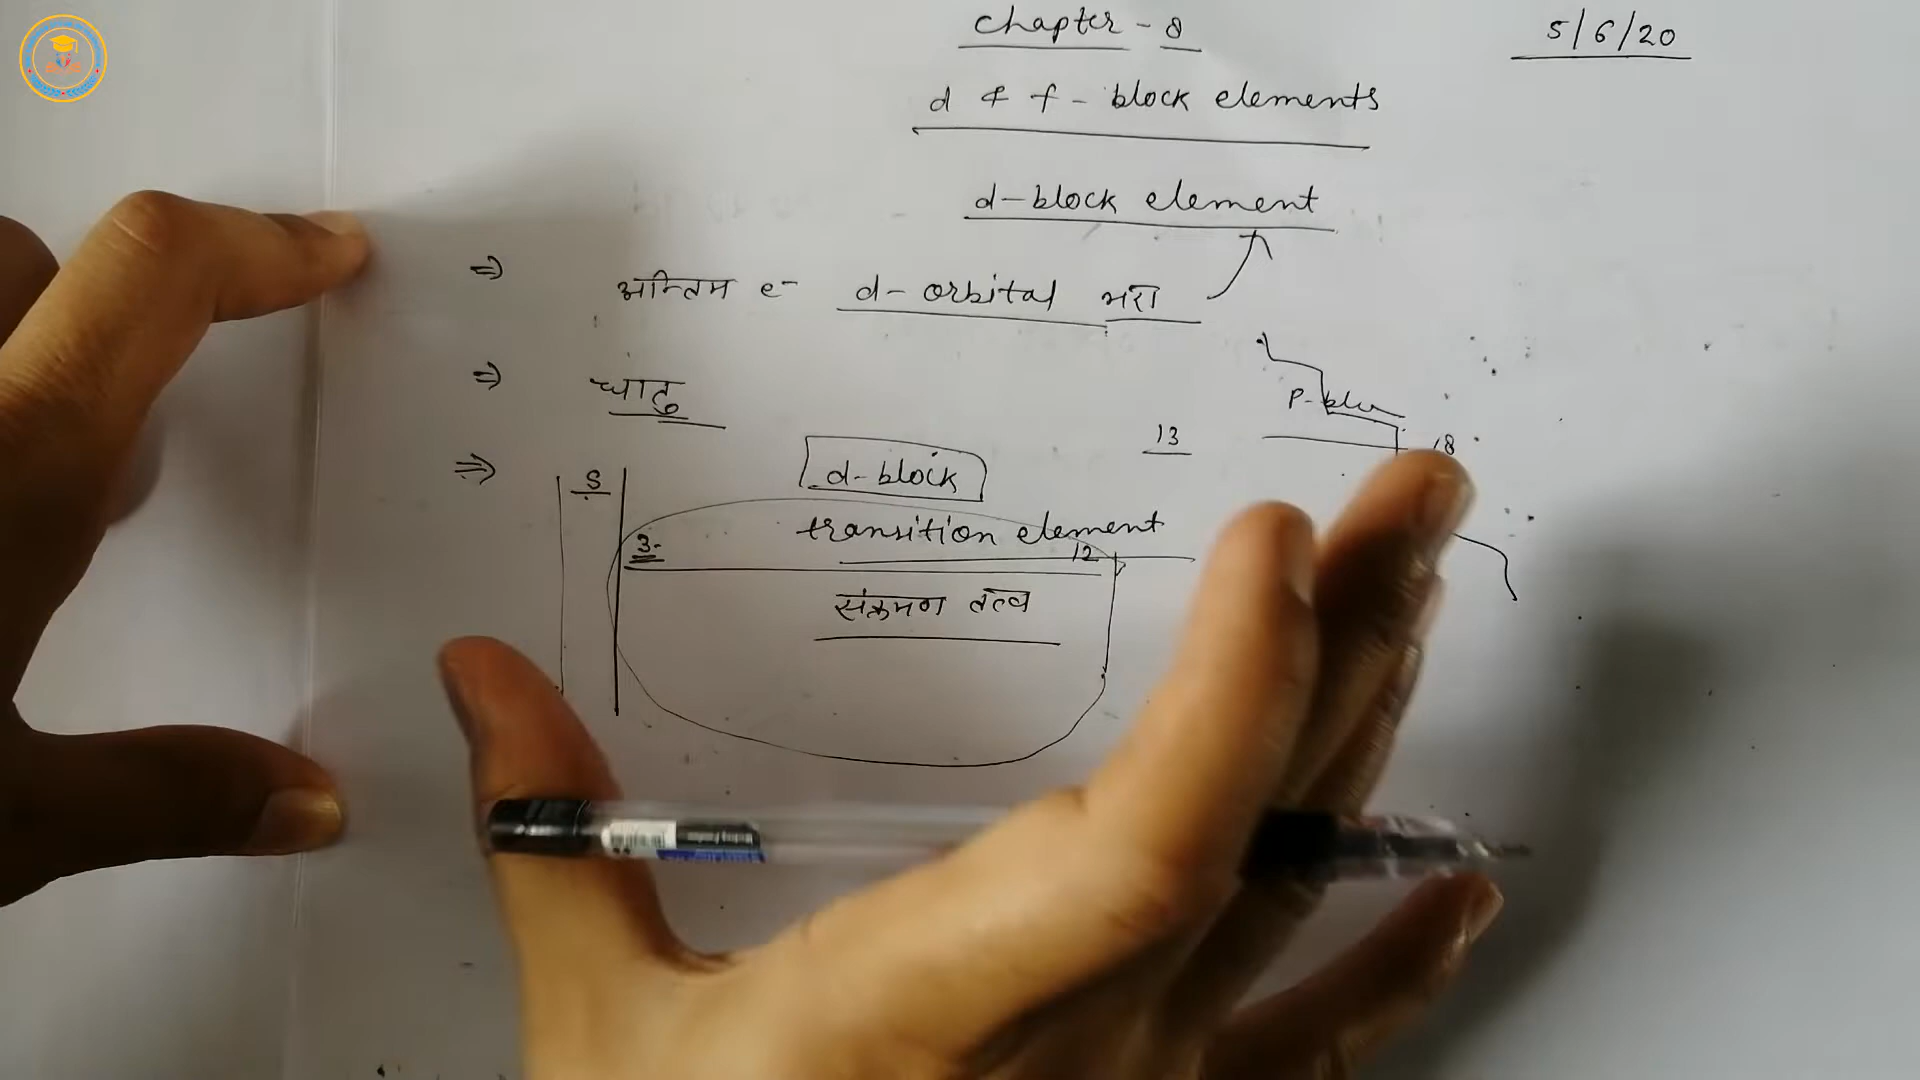 Chapter - 8
5/6/20
d & f - block elements
d-block element
⇒ अन्तिम e- d-orbital भरा
⇒ धातु
P-blo
13
18
⇒ S d-block
transition element
3- 12
संक्रमण तत्व